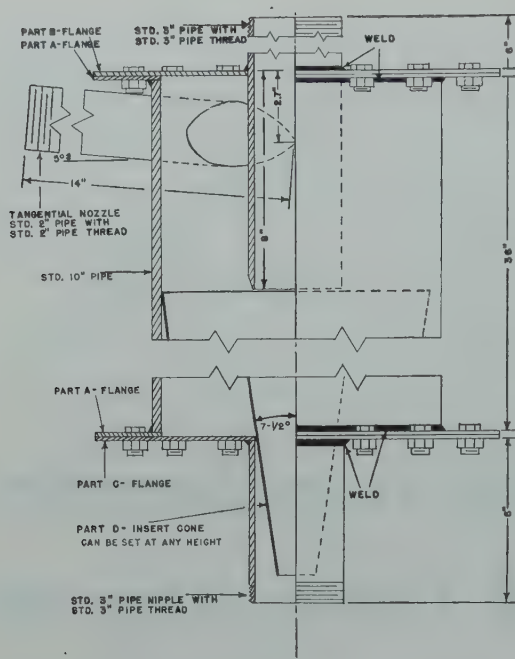 PART B-FLANGE
PART A-FLANGE
STD. 3" PIPE WITH
STD. 3" PIPE THREAD
WELD
6"
2.7"
5°
14"
8"
TANGENTIAL NOZZLE
STD. 2" PIPE WITH
STD. 2" PIPE THREAD
STD. 10" PIPE
36"
PART A- FLANGE
7-1/2°
PART C- FLANGE
WELD
PART D- INSERT CONE
CAN BE SET AT ANY HEIGHT
STD. 3" PIPE NIPPLE WITH
STD. 3" PIPE THREAD